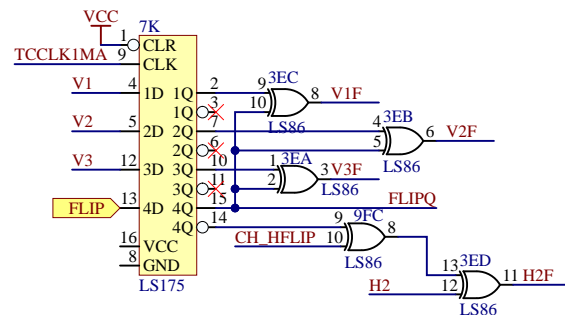 VCC
7K
1 CLR
TCCLK1MA 9 CLK
V1 4 1D 1Q 2 9 3EC 8 V1F
1Q 3 10 LS86
V2 5 2D 2Q 7 4 3EB 6 V2F
2Q 6 5 LS86
V3 12 3D 3Q 10 1 3EA 3 V3F
3Q 11 2 LS86
FLIP 13 4D 4Q 15 FLIPQ
4Q 14 9 9FC 8
CH_HFLIP 10 LS86
16 VCC
8 GND
LS175
13 3ED 11 H2F
H2 12 LS86